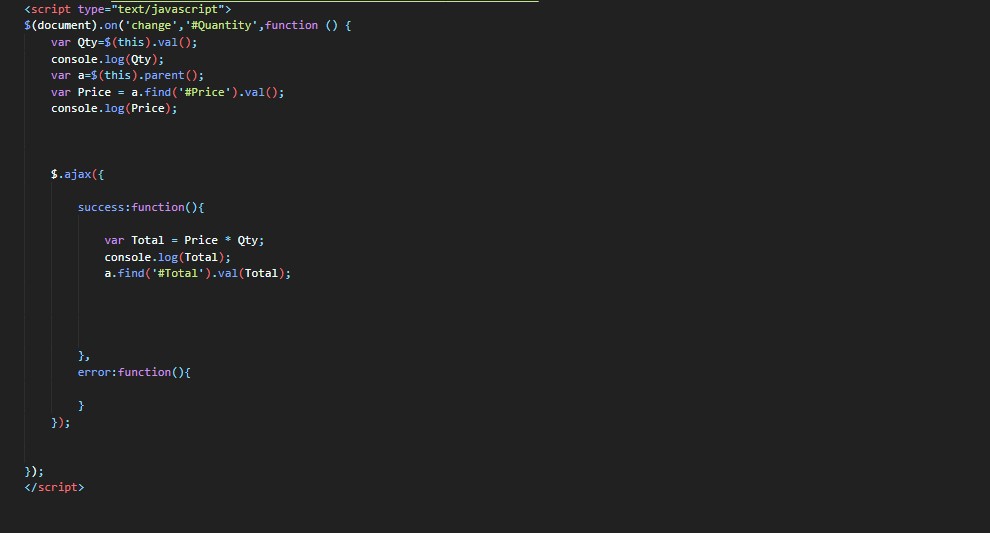 <script type="text/javascript">
$(document).on('change','#Quantity',function () {
var Qty=$(this).val();
console.log(Qty);
var a=$(this).parent();
var Price = a.find('#Price').val();
console.log(Price);
$.ajax({
success:function(){
var Total = Price * Qty;
console.log(Total);
a.find('#Total').val(Total);
},
error:function(){
}
});
});
</script>